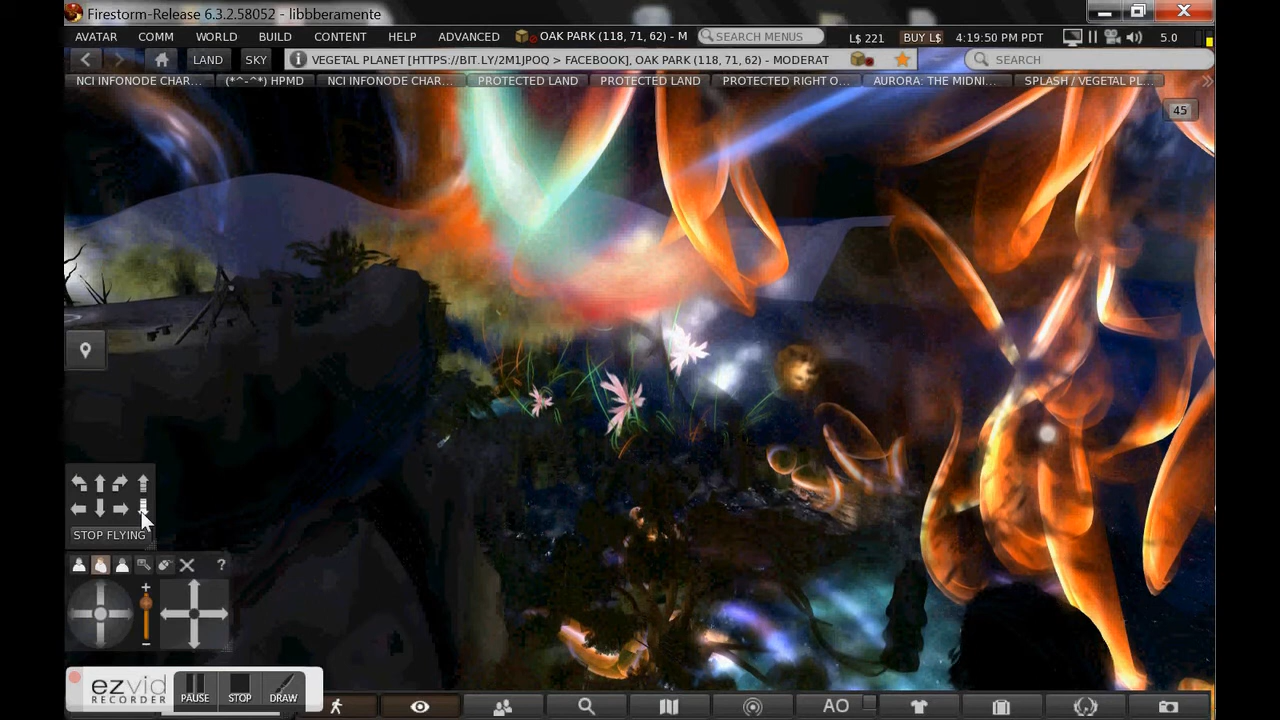 Firestorm-Release 6.3.2.58052 - libbberamente
AVATAR COMM WORLD BUILD CONTENT HELP ADVANCED OAK PARK (118, 71, 62) - M SEARCH MENUS L$ 221 BUY L$ 4:19:50 PM PDT 5.0
LAND SKY VEGETAL PLANET [HTTPS://BIT.LY/2N1JPOQ > FACEBOOK], OAK PARK (118, 71, 62) - MODERAT SEARCH
NCI INFONODE CHAR... (*^-^*) HPMD NCI INFONODE CHAR... PROTECTED LAND PROTECTED LAND PROTECTED RIGHT O... AURORA: THE MIDNI... SPLASH / VEGETAL PL...
45
STOP FLYING
?
ezvid
RECORDER
PAUSE STOP DRAW
AO